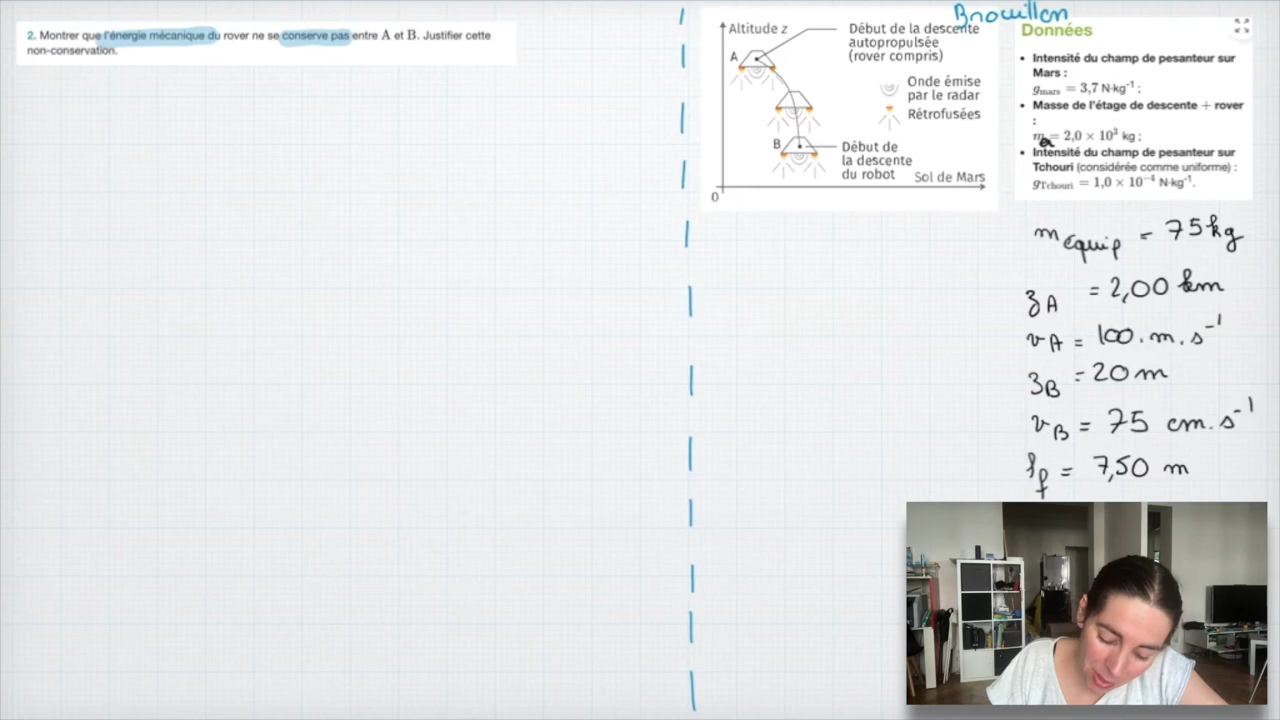 2. Montrer que l'énergie mécanique du rover ne se conserve pas entre A et B. Justifier cette
non-conservation.
Altitude z
A
B
0
Début de la descente
autopropulsée
(rover compris)
Onde émise
par le radar
Rétrofusées
Début de
la descente
du robot
Sol de Mars
Brouillon
Données
• Intensité du champ de pesanteur sur
Mars :
gmars = 3,7 N·kg⁻¹ ;
• Masse de l'étage de descente + rover
:
m = 2,0 × 10³ kg ;
• Intensité du champ de pesanteur sur
Tchouri (considérée comme uniforme) :
gTchouri = 1,0 × 10⁻⁴ N·kg⁻¹.
m équip = 75 kg
zA = 2,00 km
vA = 100 . m . s⁻¹
zB = 20 m
vB = 75 cm . s⁻¹
= 7,50 m